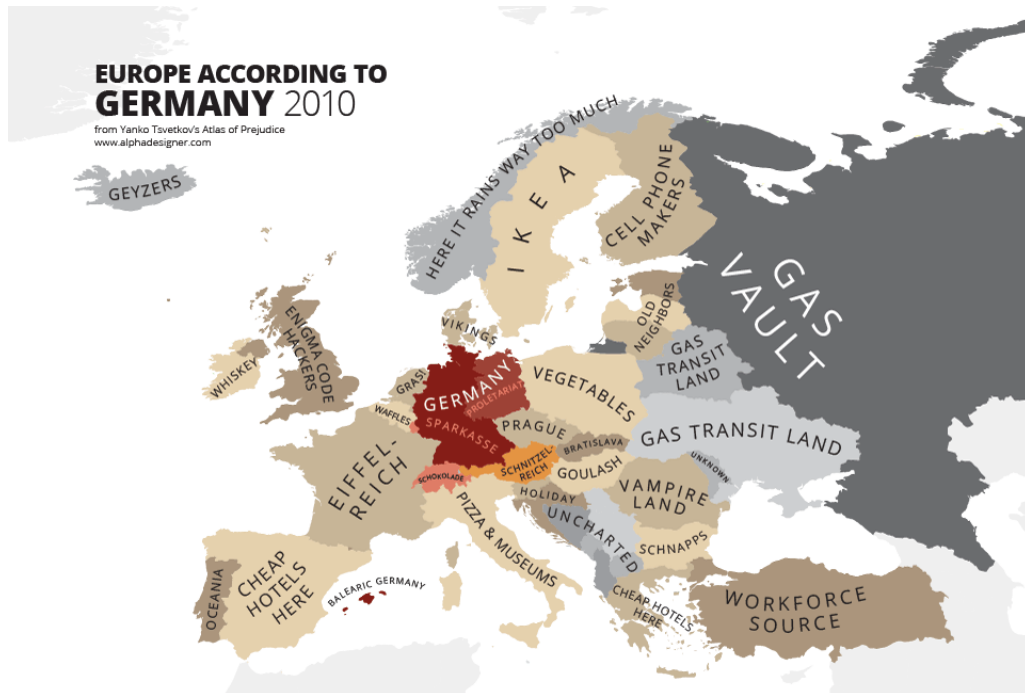 EUROPE ACCORDING TO
GERMANY 2010
from Yanko Tsvetkov's Atlas of Prejudice
www.alphadesigner.com
GEYZERS
HERE IT RAINS WAY TOO MUCH
IKEA
CELL PHONE
MAKERS
GAS
VAULT
OLD
NEIGHBORS
ENIGMA CODE
HACKERS
WHISKEY
VIKINGS
GAS
TRANSIT
LAND
GRAS!
GERMANY
PROLETARIAT
SPARKASSE
VEGETABLES
WAFFLES
PRAGUE
BRATISLAVA
GAS TRANSIT LAND
UNKNOWN
EIFFEL-
REICH
SCHOKOLADE
SCHNITZEL-
REICH
GOULASH
VAMPIRE
LAND
HOLIDAY
UNCHARTED
SCHNAPPS
PIZZA & MUSEUMS
OCEANIA
CHEAP
HOTELS
HERE
BALEARIC GERMANY
CHEAP HOTELS
HERE
WORKFORCE
SOURCE